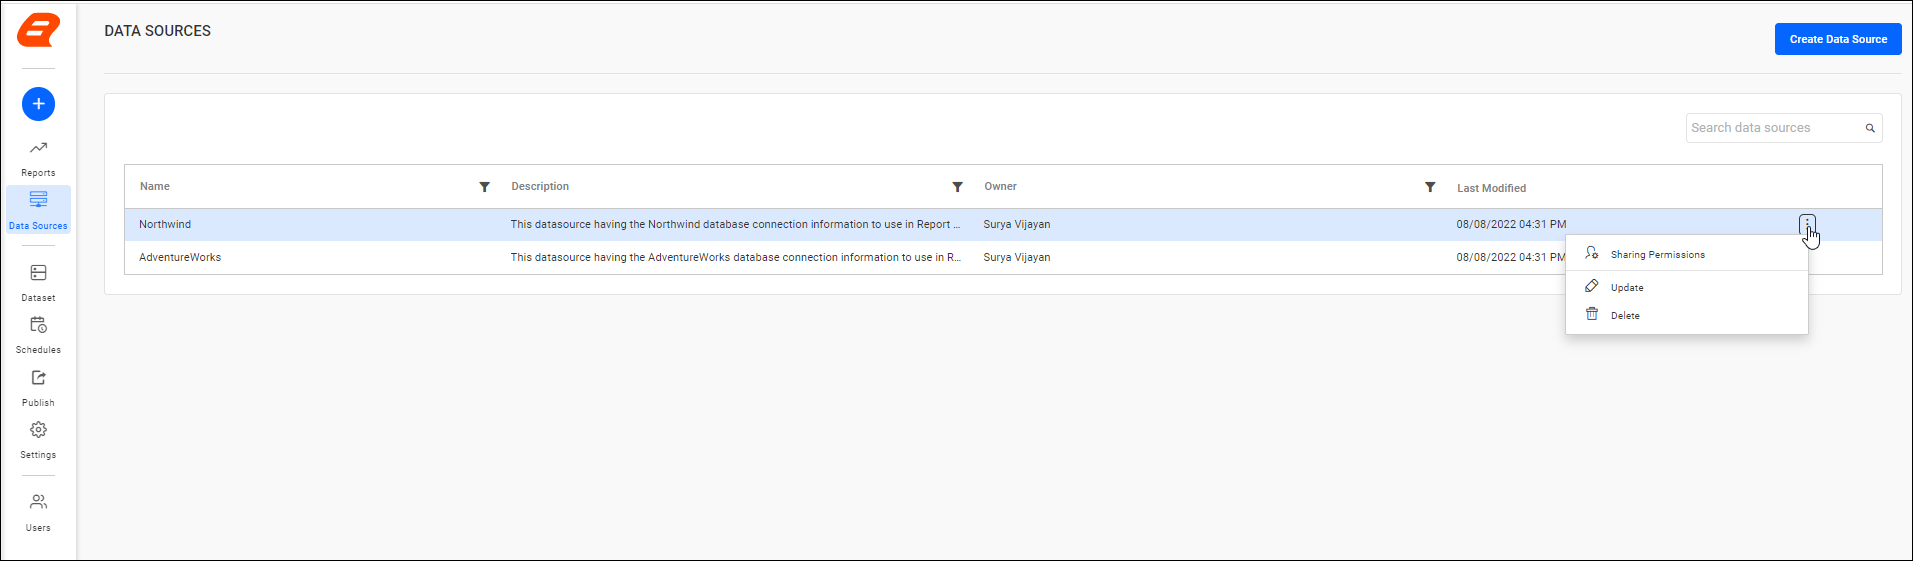 DATA SOURCES
Create Data Source
Search data sources
Name Description Owner Last Modified
Northwind This datasource having the Northwind database connection information to use in Report ... Surya Vijayan 08/08/2022 04:31 PM
AdventureWorks This datasource having the AdventureWorks database connection information to use in R... Surya Vijayan 08/08/2022 04:31 PM
Sharing Permissions
Update
Delete
Reports
Data Sources
Dataset
Schedules
Publish
Settings
Users